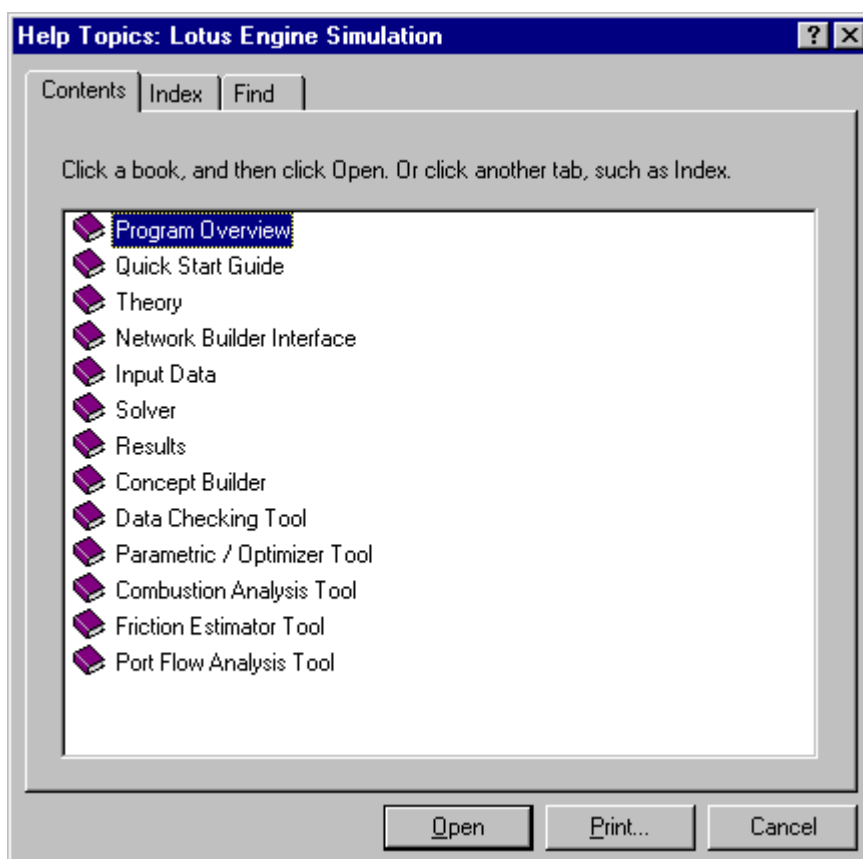 Help Topics: Lotus Engine Simulation
Contents Index Find
Click a book, and then click Open. Or click another tab, such as Index.
Program Overview
Quick Start Guide
Theory
Network Builder Interface
Input Data
Solver
Results
Concept Builder
Data Checking Tool
Parametric / Optimizer Tool
Combustion Analysis Tool
Friction Estimator Tool
Port Flow Analysis Tool
Open Print... Cancel